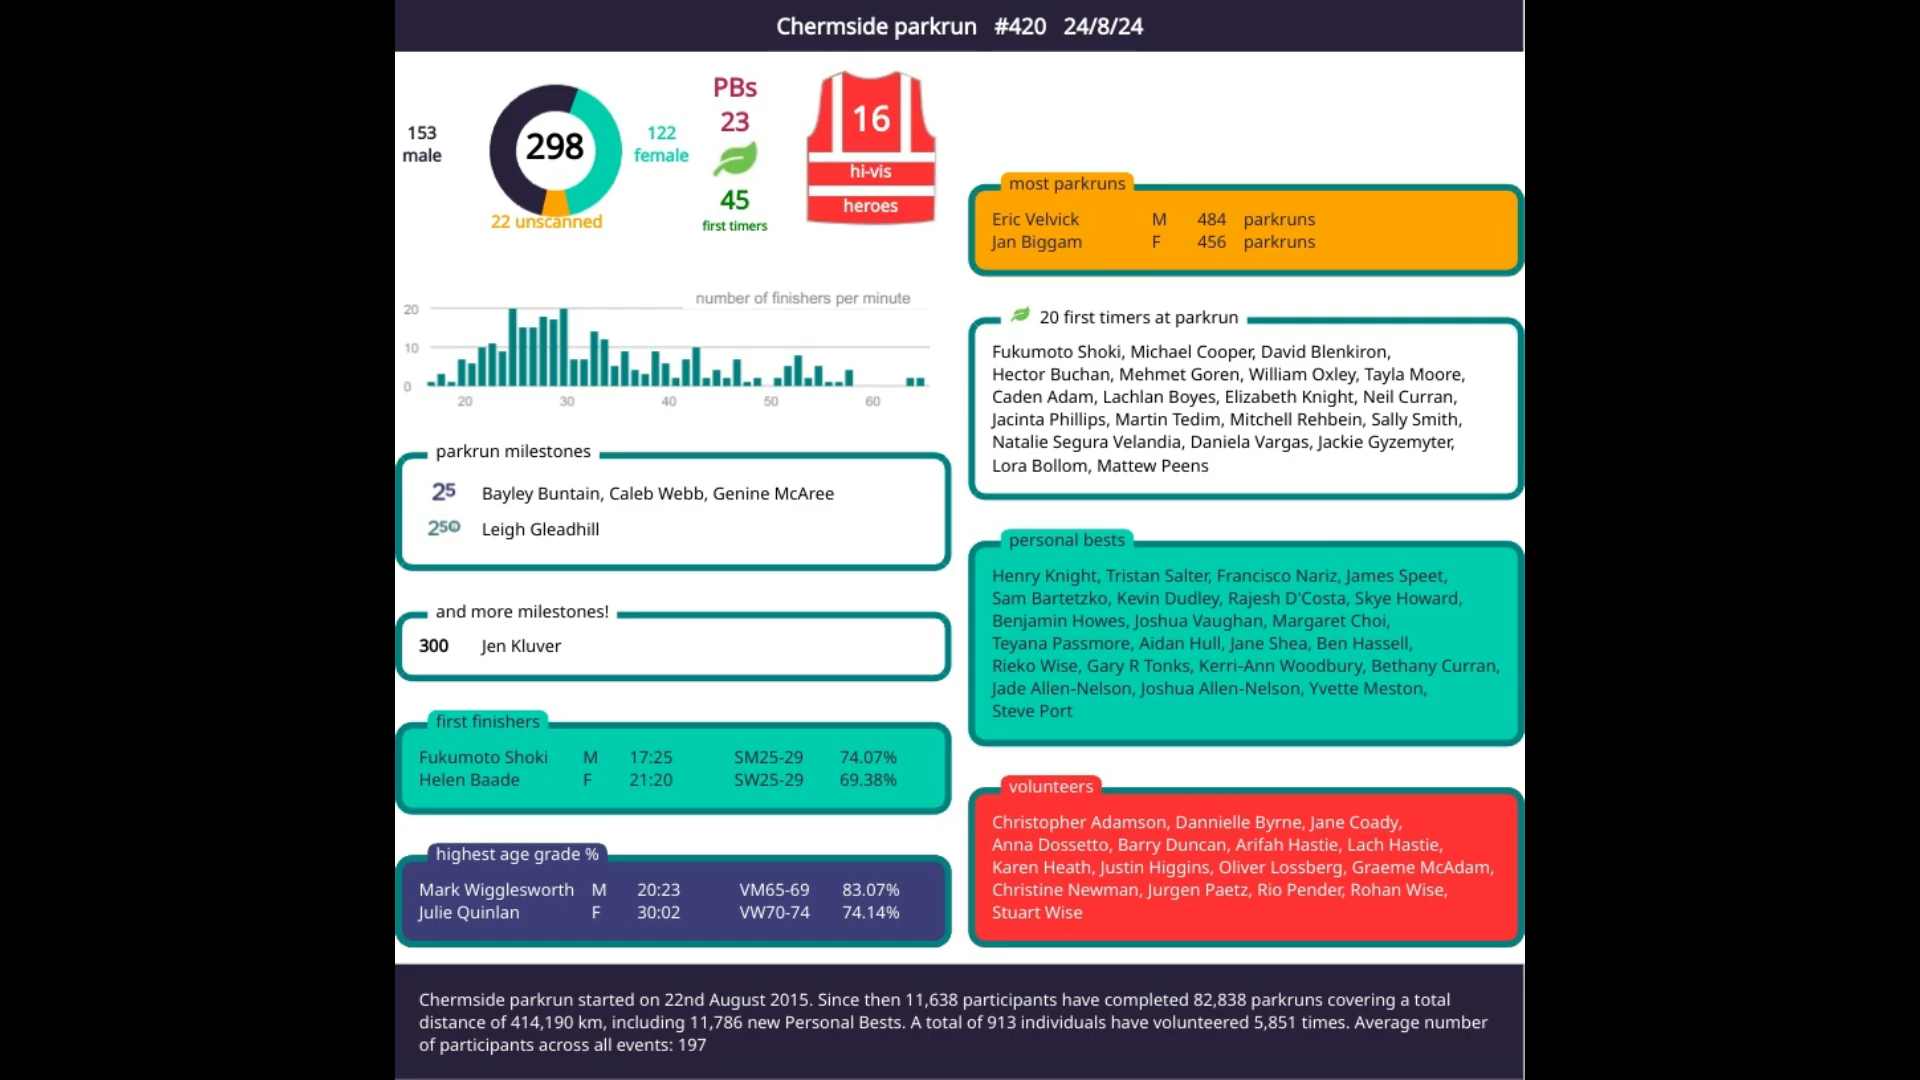 Chermside parkrun #420 24/8/24
153
male
298
122
female
22 unscanned
PBs
23
45
first timers
16
hi-vis
heroes
number of finishers per minute
20
10
0
20 30 40 50 60
parkrun milestones
25 Bayley Buntain, Caleb Webb, Genine McAree
250 Leigh Gleadhill
and more milestones!
300 Jen Kluver
first finishers
Fukumoto Shoki M 17:25 SM25-29 74.07%
Helen Baade F 21:20 SW25-29 69.38%
highest age grade %
Mark Wigglesworth M 20:23 VM65-69 83.07%
Julie Quinlan F 30:02 VW70-74 74.14%
most parkruns
Eric Velvick M 484 parkruns
Jan Biggam F 456 parkruns
20 first timers at parkrun
Fukumoto Shoki, Michael Cooper, David Blenkiron,
Hector Buchan, Mehmet Goren, William Oxley, Tayla Moore,
Caden Adam, Lachlan Boyes, Elizabeth Knight, Neil Curran,
Jacinta Phillips, Martin Tedim, Mitchell Rehbein, Sally Smith,
Natalie Segura Velandia, Daniela Vargas, Jackie Gyzemyter,
Lora Bollom, Mattew Peens
personal bests
Henry Knight, Tristan Salter, Francisco Nariz, James Speet,
Sam Bartetzko, Kevin Dudley, Rajesh D'Costa, Skye Howard,
Benjamin Howes, Joshua Vaughan, Margaret Choi,
Teyana Passmore, Aidan Hull, Jane Shea, Ben Hassell,
Rieko Wise, Gary R Tonks, Kerri-Ann Woodbury, Bethany Curran,
Jade Allen-Nelson, Joshua Allen-Nelson, Yvette Meston,
Steve Port
volunteers
Christopher Adamson, Dannielle Byrne, Jane Coady,
Anna Dossetto, Barry Duncan, Arifah Hastie, Lach Hastie,
Karen Heath, Justin Higgins, Oliver Lossberg, Graeme McAdam,
Christine Newman, Jurgen Paetz, Rio Pender, Rohan Wise,
Stuart Wise
Chermside parkrun started on 22nd August 2015. Since then 11,638 participants have completed 82,838 parkruns covering a total
distance of 414,190 km, including 11,786 new Personal Bests. A total of 913 individuals have volunteered 5,851 times. Average number
of participants across all events: 197